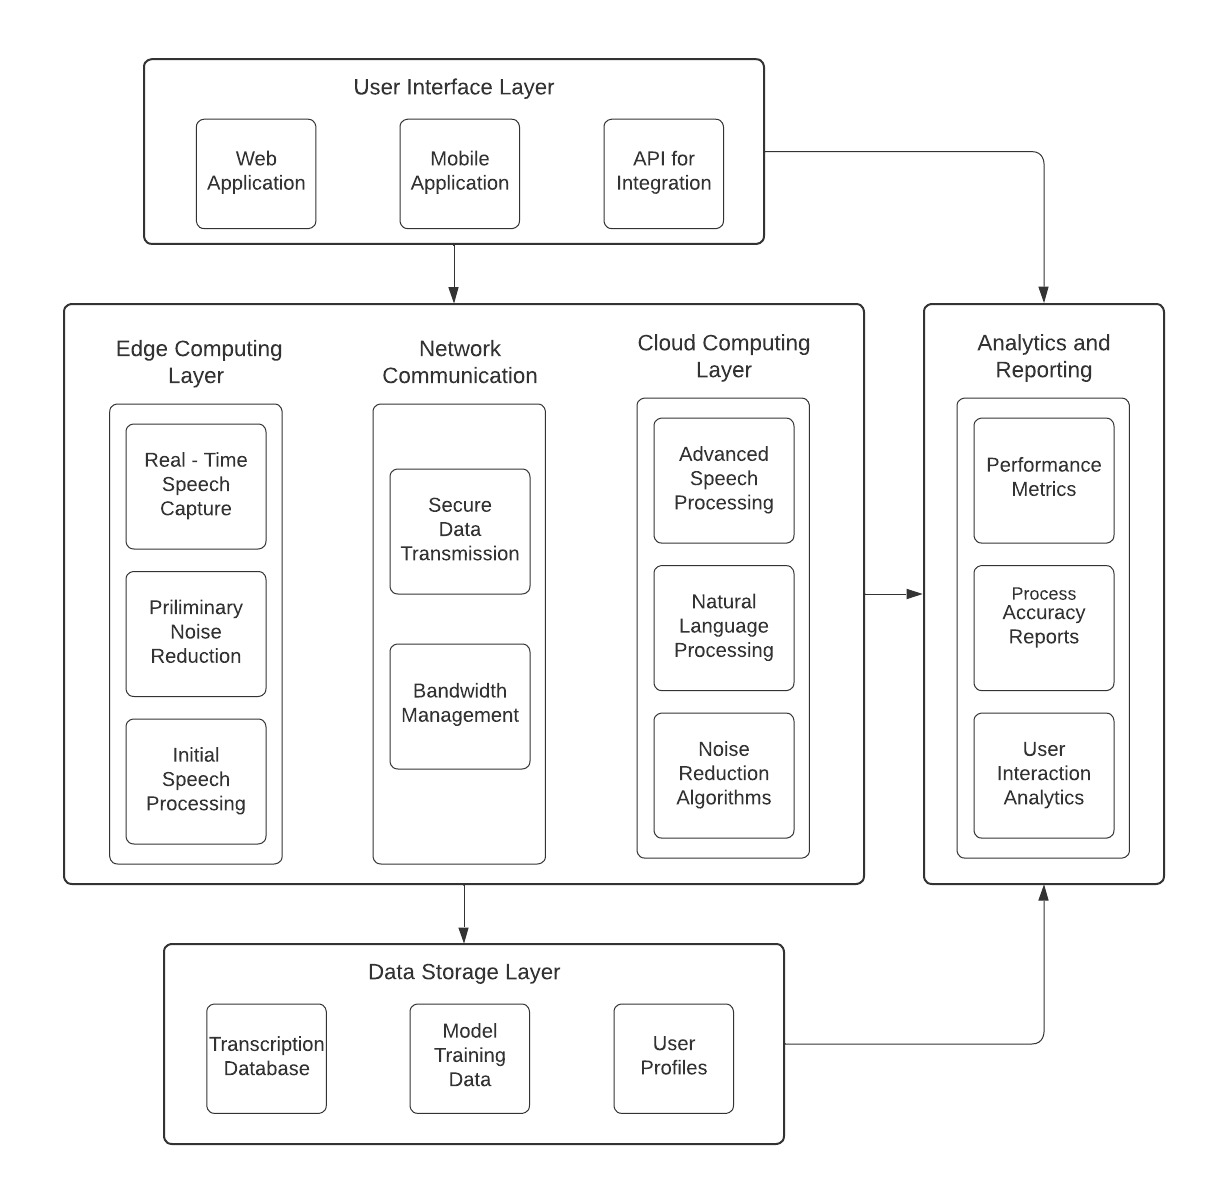 User Interface Layer
Web
Application
Mobile
Application
API for
Integration
Edge Computing
Layer
Real - Time
Speech
Capture
Priliminary
Noise
Reduction
Initial
Speech
Processing
Network
Communication
Secure
Data
Transmission
Bandwidth
Management
Cloud Computing
Layer
Advanced
Speech
Processing
Natural
Language
Processing
Noise
Reduction
Algorithms
Analytics and
Reporting
Performance
Metrics
Process
Accuracy
Reports
User
Interaction
Analytics
Data Storage Layer
Transcription
Database
Model
Training
Data
User
Profiles